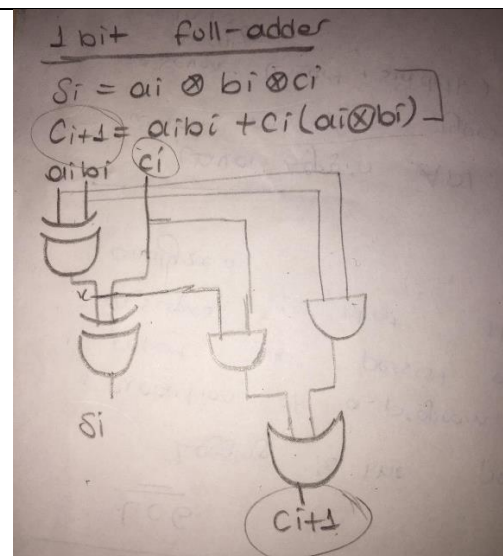 1 bit full-adder
Si = ai ⊗ bi ⊗ ci
Ci+1 = aibi + ci(ai⊗bi)
ai bi ci
x
Si
Ci+1